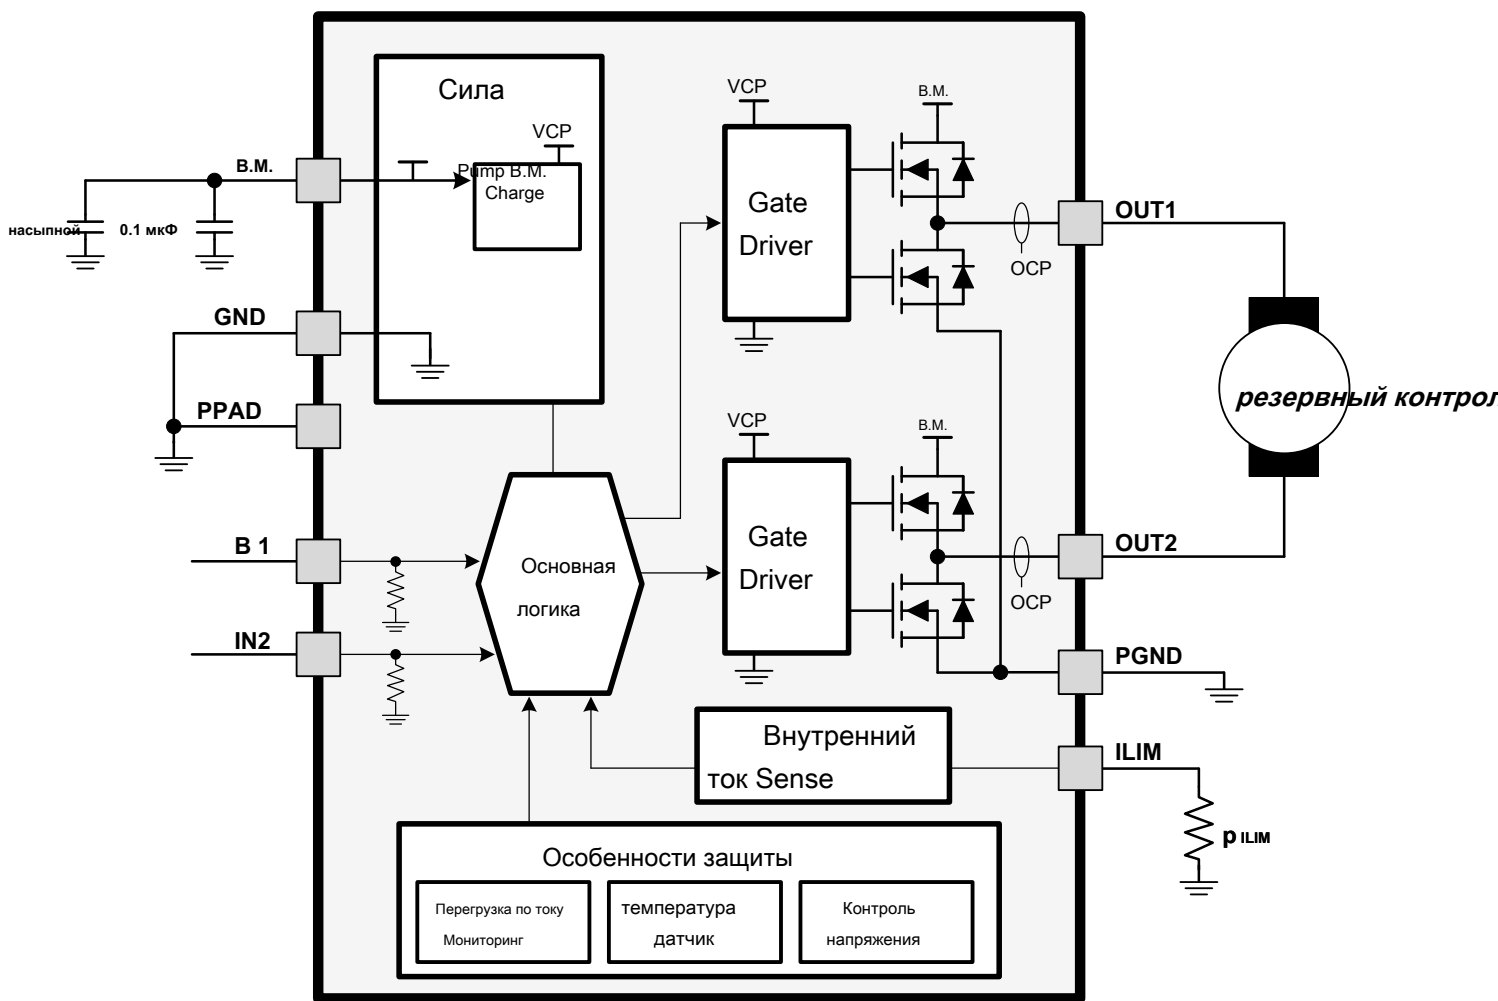 Сила
VCP
Pump В.М.
Charge
В.М.
насыпной
0.1 мкФ
GND
PPAD
В 1
IN2
Основная
логика
VCP
Gate
Driver
В.М.
OCP
OUT1
резервный контрол
VCP
Gate
Driver
В.М.
OCP
OUT2
PGND
Внутренний
ток Sense
ILIM
р ILIM
Особенности защиты
Перегрузка по току
Мониторинг
температура
датчик
Контроль
напряжения